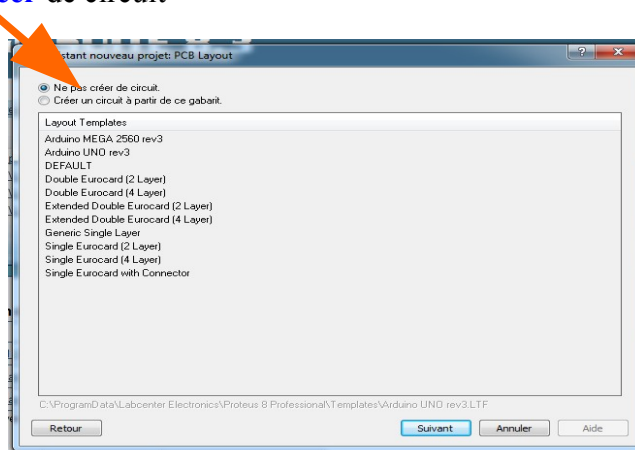 de circuit
stant nouveau projet: PCB Layout
Ne pas créer de circuit.
Créer un circuit à partir de ce gabarit.
Layout Templates
Arduino MEGA 2560 rev3
Arduino UNO rev3
DEFAULT
Double Eurocard (2 Layer)
Double Eurocard (4 Layer)
Extended Double Eurocard (2 Layer)
Extended Double Eurocard (4 Layer)
Generic Single Layer
Single Eurocard (2 Layer)
Single Eurocard (4 Layer)
Single Eurocard with Connector
C:\ProgramData\Labcenter Electronics\Proteus 8 Professional\Templates\Arduino UNO rev3.LTF
Retour Suivant Annuler Aide